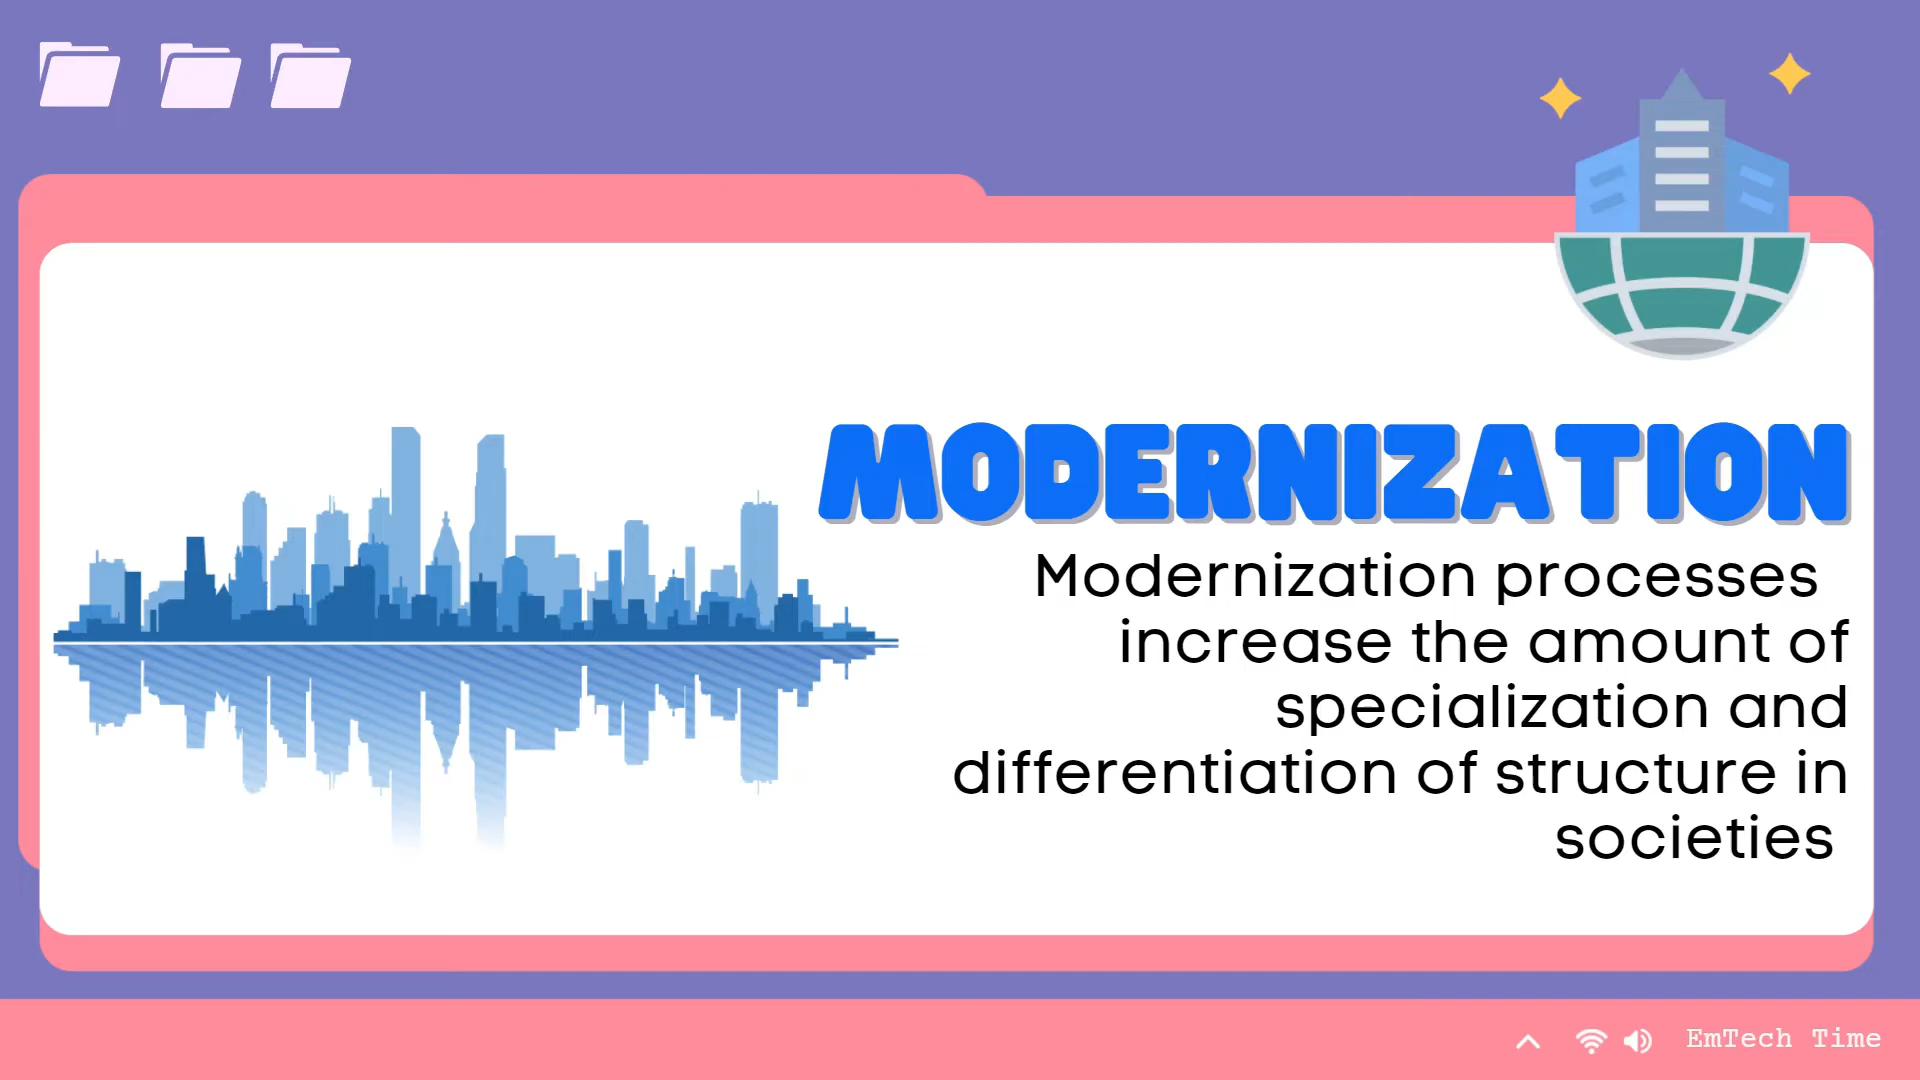 MODERNIZATION
Modernization processes
increase the amount of
specialization and
differentiation of structure in
societies
EmTech Time